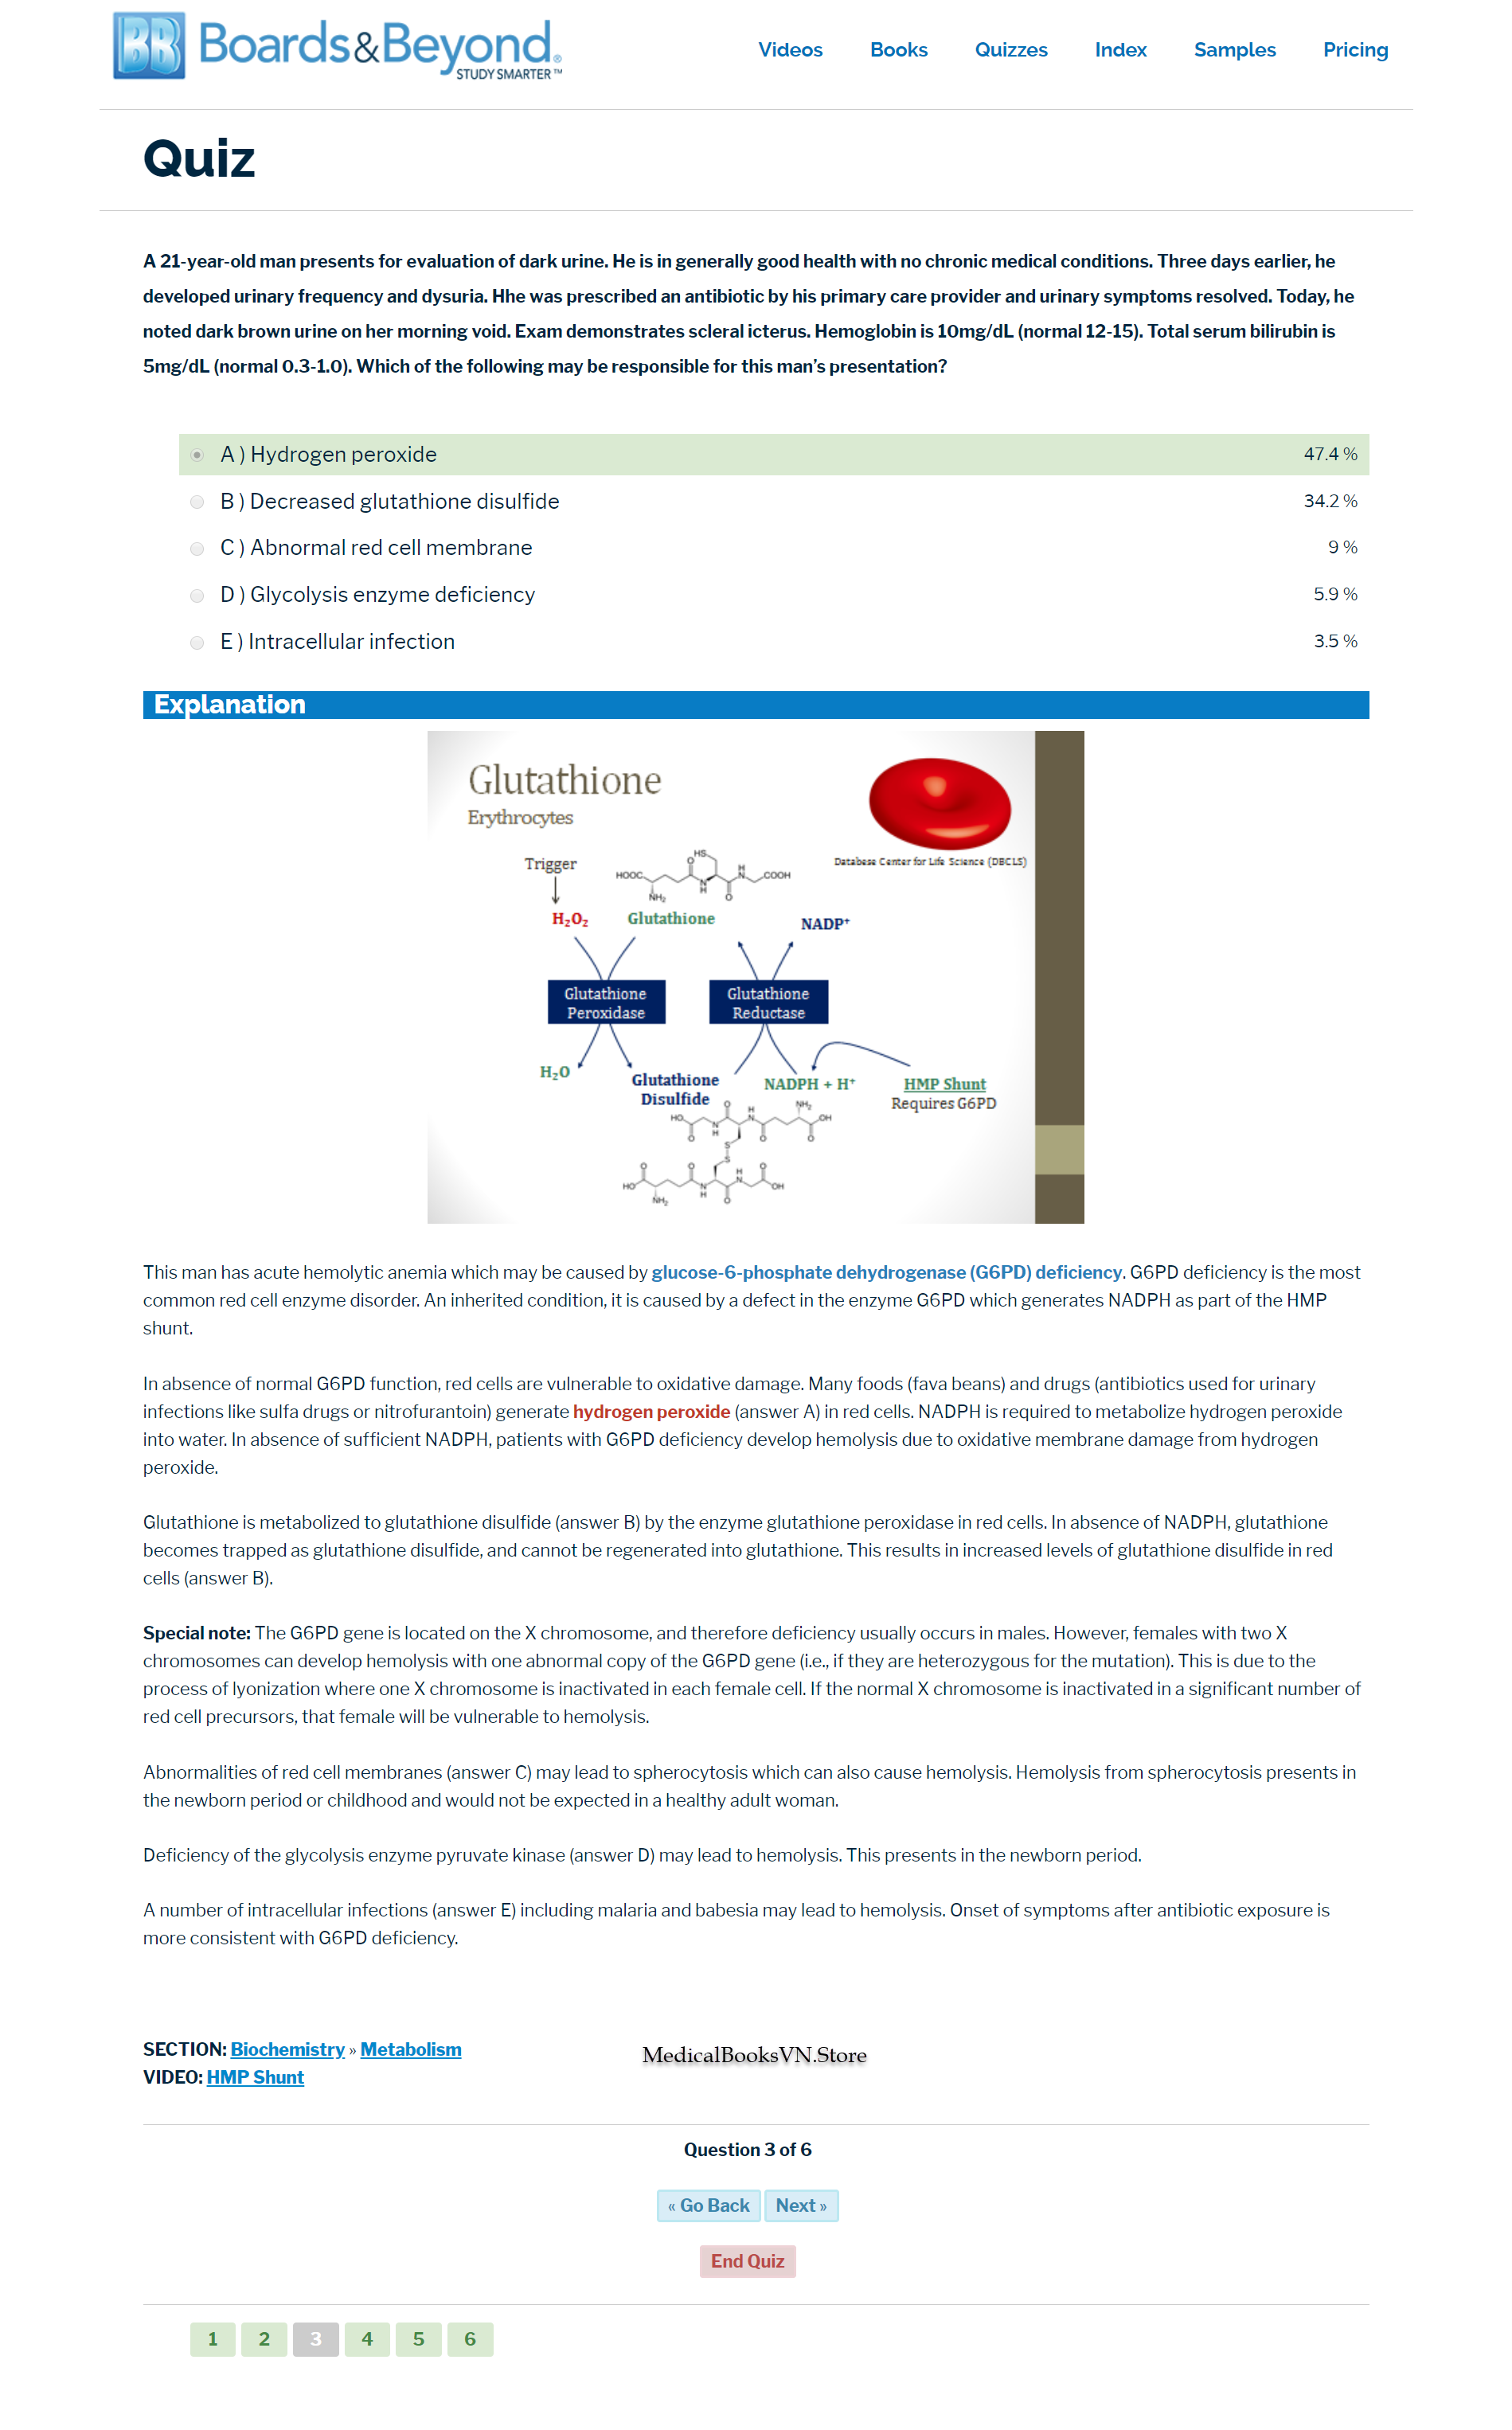 BB Boards&Beyond®
STUDY SMARTER™
Videos Books Quizzes Index Samples Pricing
Quiz
A 21-year-old man presents for evaluation of dark urine. He is in generally good health with no chronic medical conditions. Three days earlier, he
developed urinary frequency and dysuria. Hhe was prescribed an antibiotic by his primary care provider and urinary symptoms resolved. Today, he
noted dark brown urine on her morning void. Exam demonstrates scleral icterus. Hemoglobin is 10mg/dL (normal 12-15). Total serum bilirubin is
5mg/dL (normal 0.3-1.0). Which of the following may be responsible for this man's presentation?
A ) Hydrogen peroxide 47.4 %
B ) Decreased glutathione disulfide 34.2 %
C ) Abnormal red cell membrane 9 %
D ) Glycolysis enzyme deficiency 5.9 %
E ) Intracellular infection 3.5 %
Explanation
Glutathione
Erythrocytes
Database Center for Life Science (DBCLS)
Trigger
HS
O
HOOC
N
H
H
N
COOH
NH₂
O
H₂O₂ Glutathione NADP⁺
Glutathione
Peroxidase
Glutathione
Reductase
H₂O
Glutathione
Disulfide
NADPH + H⁺
HMP Shunt
Requires G6PD
This man has acute hemolytic anemia which may be caused by glucose-6-phosphate dehydrogenase (G6PD) deficiency. G6PD deficiency is the most
common red cell enzyme disorder. An inherited condition, it is caused by a defect in the enzyme G6PD which generates NADPH as part of the HMP
shunt.
In absence of normal G6PD function, red cells are vulnerable to oxidative damage. Many foods (fava beans) and drugs (antibiotics used for urinary
infections like sulfa drugs or nitrofurantoin) generate hydrogen peroxide (answer A) in red cells. NADPH is required to metabolize hydrogen peroxide
into water. In absence of sufficient NADPH, patients with G6PD deficiency develop hemolysis due to oxidative membrane damage from hydrogen
peroxide.
Glutathione is metabolized to glutathione disulfide (answer B) by the enzyme glutathione peroxidase in red cells. In absence of NADPH, glutathione
becomes trapped as glutathione disulfide, and cannot be regenerated into glutathione. This results in increased levels of glutathione disulfide in red
cells (answer B).
Special note: The G6PD gene is located on the X chromosome, and therefore deficiency usually occurs in males. However, females with two X
chromosomes can develop hemolysis with one abnormal copy of the G6PD gene (i.e., if they are heterozygous for the mutation). This is due to the
process of lyonization where one X chromosome is inactivated in each female cell. If the normal X chromosome is inactivated in a significant number of
red cell precursors, that female will be vulnerable to hemolysis.
Abnormalities of red cell membranes (answer C) may lead to spherocytosis which can also cause hemolysis. Hemolysis from spherocytosis presents in
the newborn period or childhood and would not be expected in a healthy adult woman.
Deficiency of the glycolysis enzyme pyruvate kinase (answer D) may lead to hemolysis. This presents in the newborn period.
A number of intracellular infections (answer E) including malaria and babesia may lead to hemolysis. Onset of symptoms after antibiotic exposure is
more consistent with G6PD deficiency.
SECTION: Biochemistry » Metabolism
MedicalBooksVN.Store
VIDEO: HMP Shunt
Question 3 of 6
« Go Back Next »
End Quiz
1 2 3 4 5 6